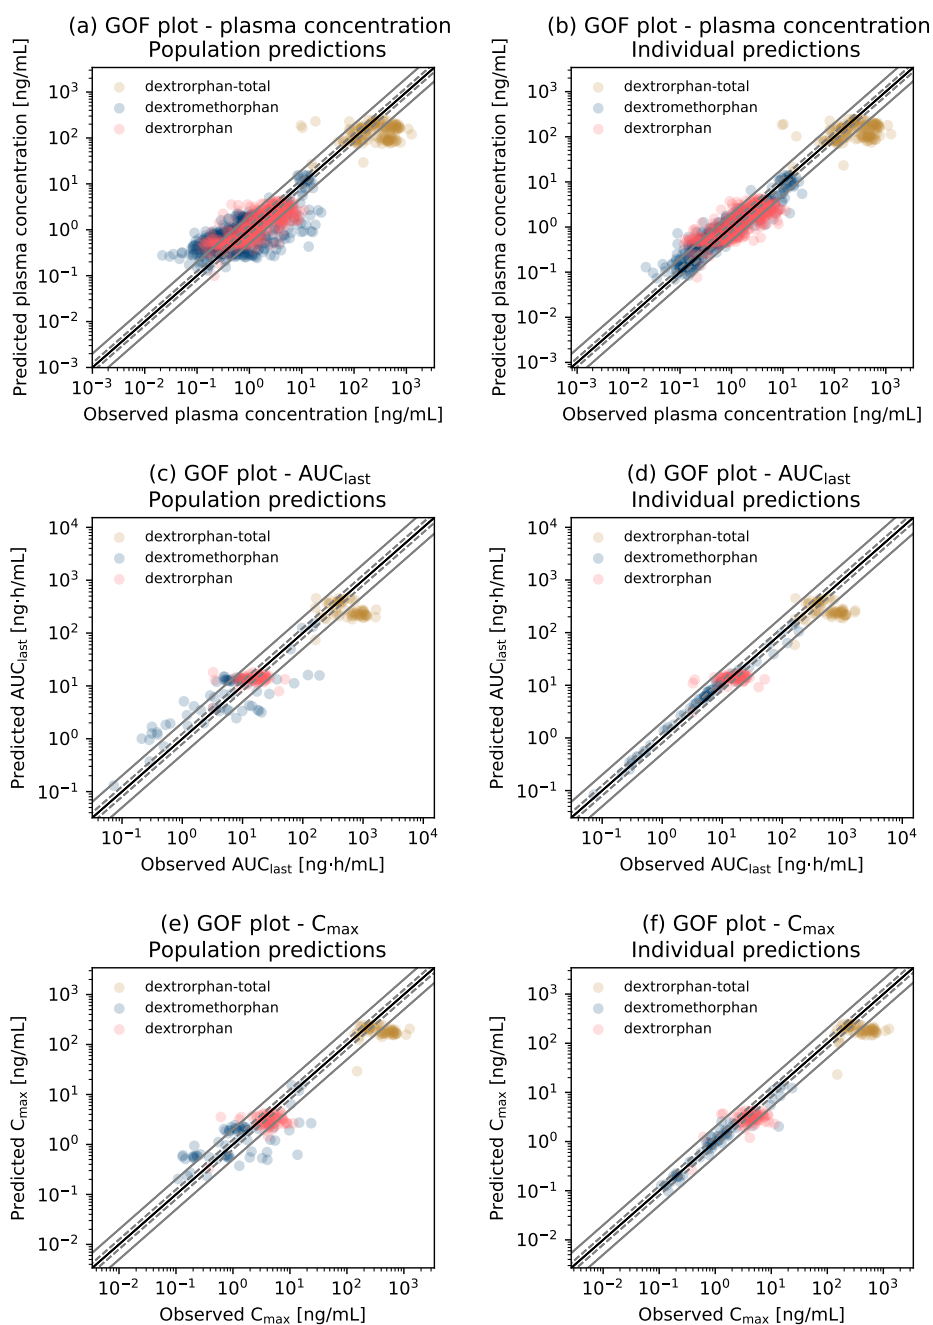 (a) GOF plot - plasma concentration
Population predictions
Predicted plasma concentration [ng/mL]
10³
10²
10¹
10⁰
10⁻¹
10⁻²
10⁻³
dextrorphan-total
dextromethorphan
dextrorphan
10⁻³ 10⁻² 10⁻¹ 10⁰ 10¹ 10² 10³
Observed plasma concentration [ng/mL]
(b) GOF plot - plasma concentration
Individual predictions
Predicted plasma concentration [ng/mL]
10³
10²
10¹
10⁰
10⁻¹
10⁻²
10⁻³
dextrorphan-total
dextromethorphan
dextrorphan
10⁻³ 10⁻² 10⁻¹ 10⁰ 10¹ 10² 10³
Observed plasma concentration [ng/mL]
(c) GOF plot - AUClast
Population predictions
Predicted AUClast [ng·h/mL]
10⁴
10³
10²
10¹
10⁰
10⁻¹
dextrorphan-total
dextromethorphan
dextrorphan
10⁻¹ 10⁰ 10¹ 10² 10³ 10⁴
Observed AUClast [ng·h/mL]
(d) GOF plot - AUClast
Individual predictions
Predicted AUClast [ng·h/mL]
10⁴
10³
10²
10¹
10⁰
10⁻¹
dextrorphan-total
dextromethorphan
dextrorphan
10⁻¹ 10⁰ 10¹ 10² 10³ 10⁴
Observed AUClast [ng·h/mL]
(e) GOF plot - Cmax
Population predictions
Predicted Cmax [ng/mL]
10³
10²
10¹
10⁰
10⁻¹
10⁻²
dextrorphan-total
dextromethorphan
dextrorphan
10⁻² 10⁻¹ 10⁰ 10¹ 10² 10³
Observed Cmax [ng/mL]
(f) GOF plot - Cmax
Individual predictions
Predicted Cmax [ng/mL]
10³
10²
10¹
10⁰
10⁻¹
10⁻²
dextrorphan-total
dextromethorphan
dextrorphan
10⁻² 10⁻¹ 10⁰ 10¹ 10² 10³
Observed Cmax [ng/mL]